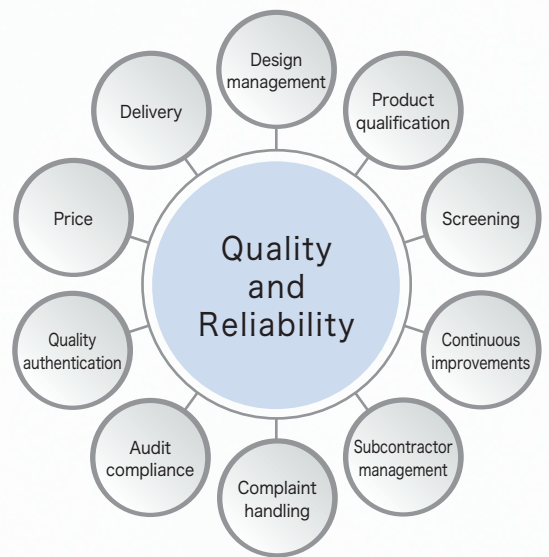 Design
management
Product
qualification
Screening
Continuous
improvements
Subcontractor
management
Complaint
handling
Audit
compliance
Quality
authentication
Price
Delivery
Quality
and
Reliability